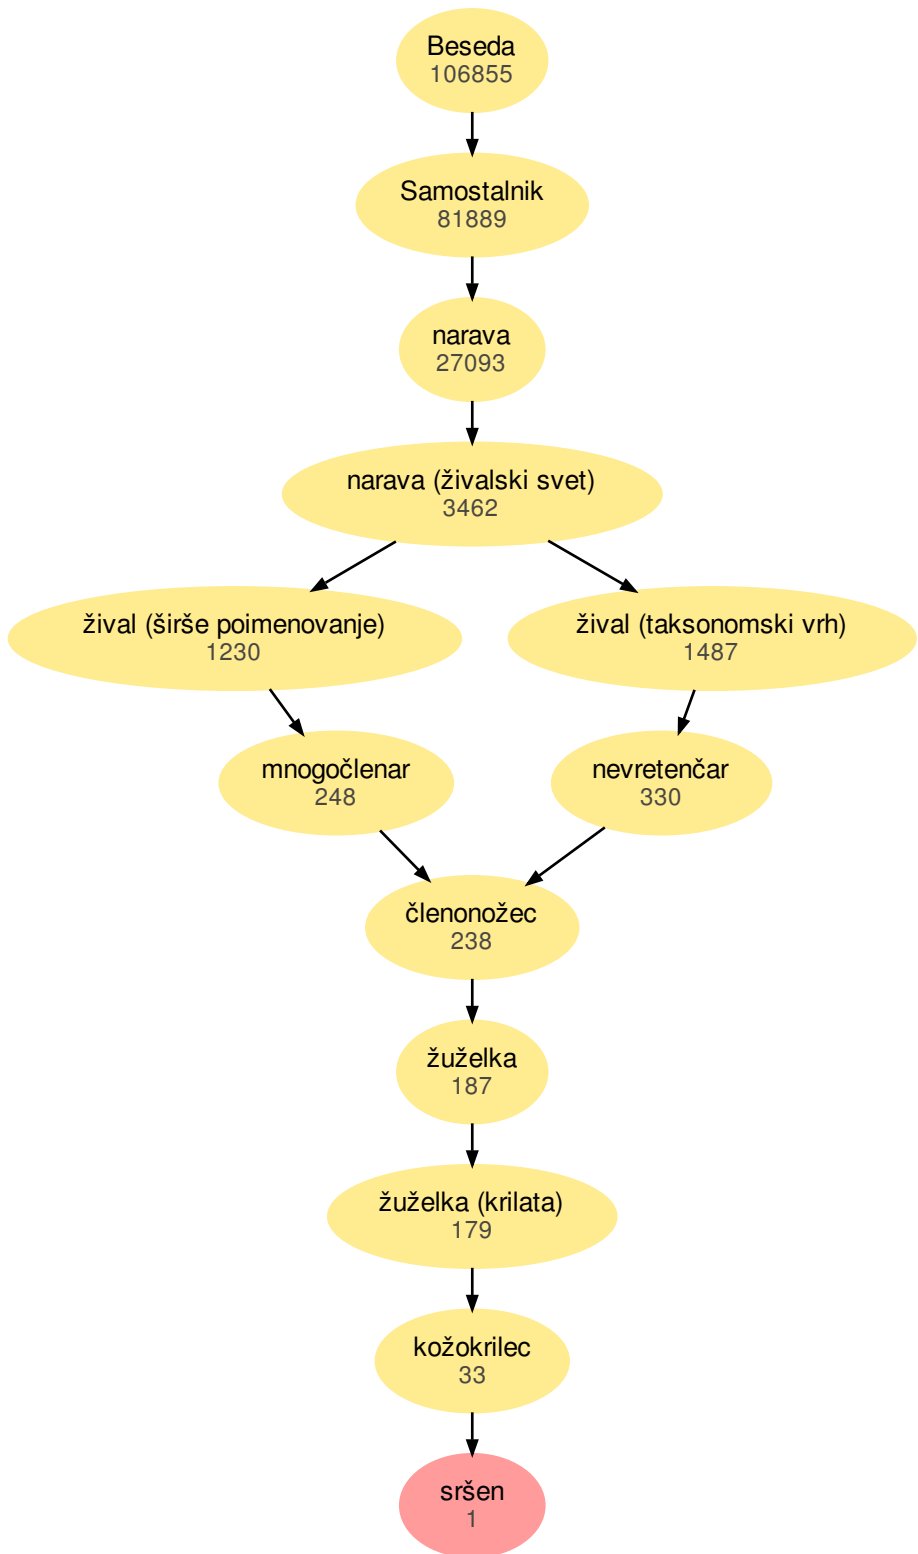 Beseda
106855
Samostalnik
81889
narava
27093
narava (živalski svet)
3462
žival (širše poimenovanje)
1230
žival (taksonomski vrh)
1487
mnogočlenar
248
nevretenčar
330
členonožec
238
žuželka
187
žuželka (krilata)
179
kožokrilec
33
sršen
1